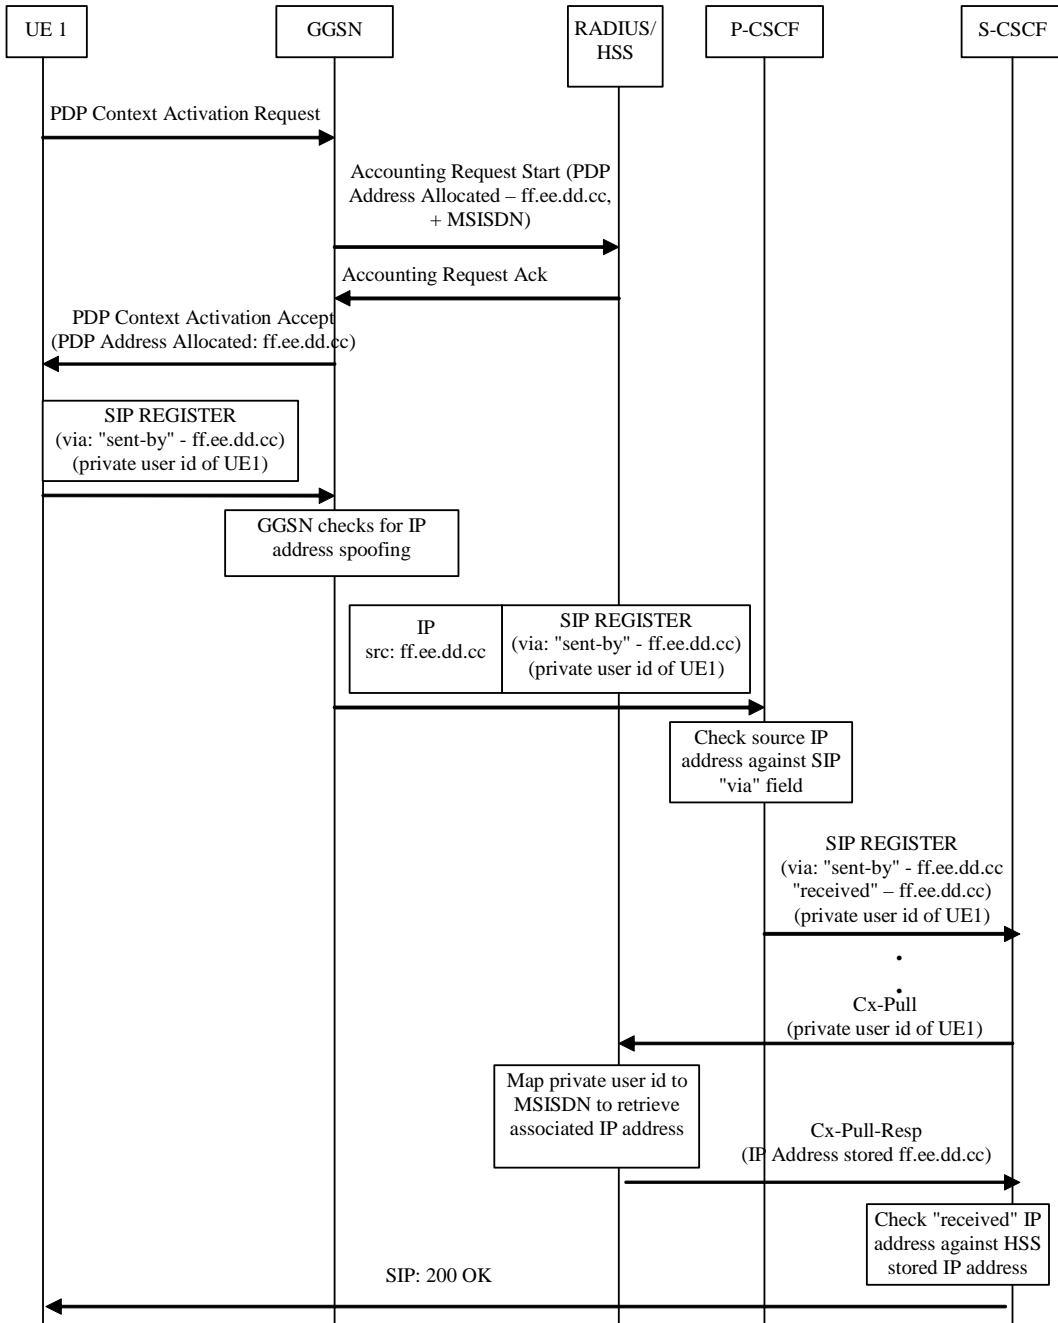 UE 1
GGSN
RADIUS/
HSS
P-CSCF
S-CSCF
PDP Context Activation Request
Accounting Request Start (PDP
Address Allocated – ff.ee.dd.cc,
+ MSISDN)
Accounting Request Ack
PDP Context Activation Accept
(PDP Address Allocated: ff.ee.dd.cc)
SIP REGISTER
(via: "sent-by" - ff.ee.dd.cc)
(private user id of UE1)
GGSN checks for IP
address spoofing
IP
src: ff.ee.dd.cc
SIP REGISTER
(via: "sent-by" - ff.ee.dd.cc)
(private user id of UE1)
Check source IP
address against SIP
"via" field
SIP REGISTER
(via: "sent-by" - ff.ee.dd.cc
"received" – ff.ee.dd.cc)
(private user id of UE1)
Cx-Pull
(private user id of UE1)
Map private user id to
MSISDN to retrieve
associated IP address
Cx-Pull-Resp
(IP Address stored ff.ee.dd.cc)
Check "received" IP
address against HSS
stored IP address
SIP: 200 OK